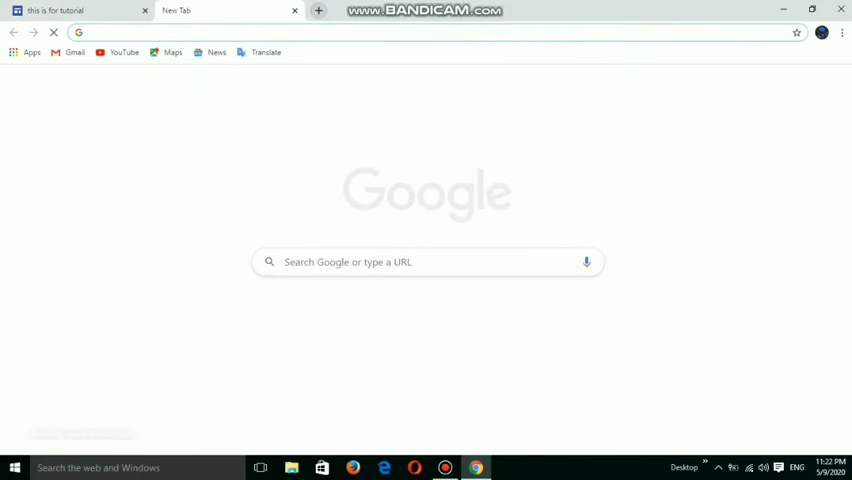 this is for tutorial
New Tab
www.BANDICAM.com
Apps
Gmail
YouTube
Maps
News
Translate
Google
Search Google or type a URL
Search the web and Windows
Desktop
ENG
11:22 PM
5/9/2020